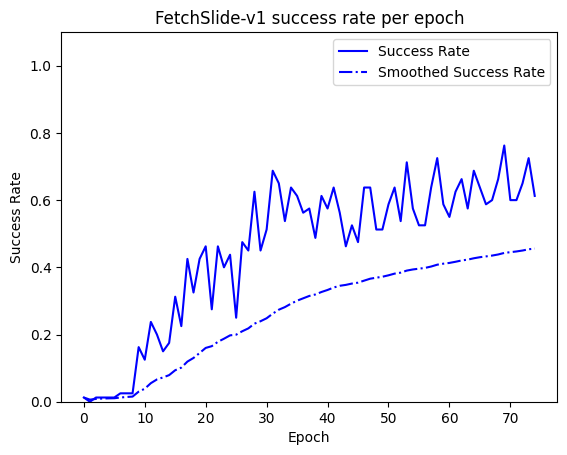 FetchSlide-v1 success rate per epoch
Success Rate
Smoothed Success Rate
Success Rate
1.0
0.8
0.6
0.4
0.2
0.0
0 10 20 30 40 50 60 70
Epoch